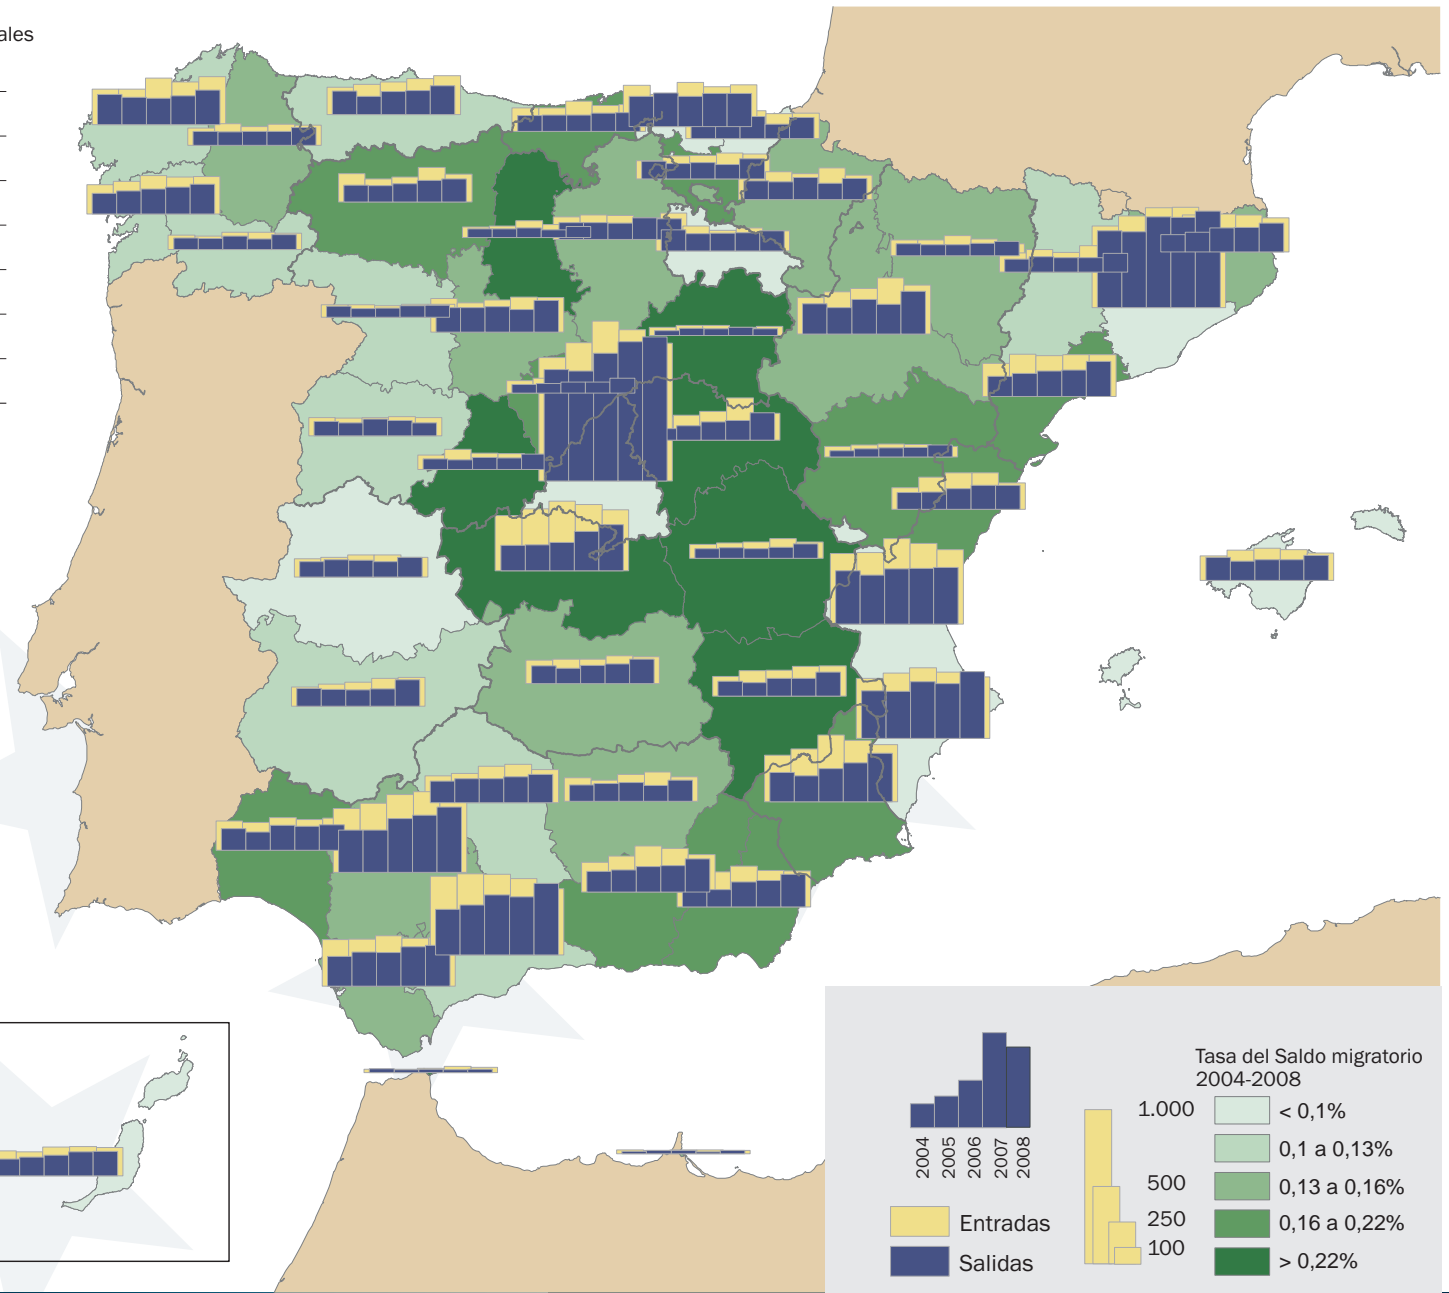 ales
2004
2005
2006
2007
2008
Entradas
Salidas
1.000
500
250
100
Tasa del Saldo migratorio
2004-2008
< 0,1%
0,1 a 0,13%
0,13 a 0,16%
0,16 a 0,22%
> 0,22%